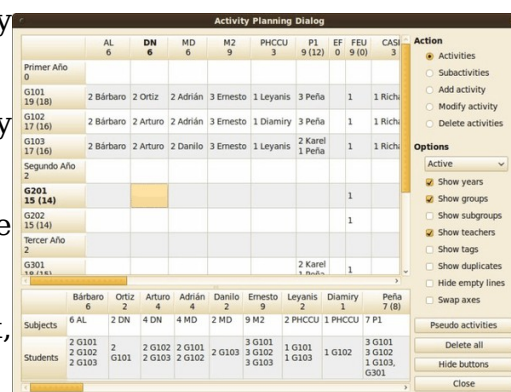 y
y
e
,
Activity Planning Dialog
AL DN MD M2 PHCCU P1 EF FEU CASI
6 6 6 9 3 9 (12) 0 9 (0) 3
Primer Año
0
G101
19 (18) 2 Bárbaro 2 Ortiz 2 Adrián 3 Ernesto 1 Leyanis 3 Peña 1 1 Richa
G102
17 (16) 2 Bárbaro 2 Arturo 2 Adrián 3 Ernesto 1 Diamiry 3 Peña 1 1 Richa
G103
17 (16) 2 Bárbaro 2 Arturo 2 Danilo 3 Ernesto 1 Leyanis 2 Karel
1 Peña 1 1 Richa
Segundo Año
2
G201
15 (14) 1
G202
15 (14) 1
Tercer Año
2
G301
18 (15) 2 Karel
1 Peña 1
Bárbaro Ortiz Arturo Adrián Danilo Ernesto Leyanis Diamiry Peña
6 2 4 4 2 9 2 1 7 (8)
Subjects 6 AL 2 DN 4 DN 4 MD 2 MD 9 M2 2 PHCCU 1 PHCCU 7 P1
Students
2 G101
2 G102
2 G103
2
G101
2 G102
2 G103
2 G101
2 G102
2 G103
3 G101
3 G102
3 G103
1 G101
1 G103
1 G102
3 G101
3 G102
1 G103,
G301
Action
Activities
Subactivities
Add activity
Modify activity
Delete activities
Options
Active
Show years
Show groups
Show subgroups
Show teachers
Show tags
Show duplicates
Hide empty lines
Swap axes
Pseudo activities
Delete all
Hide buttons
Close